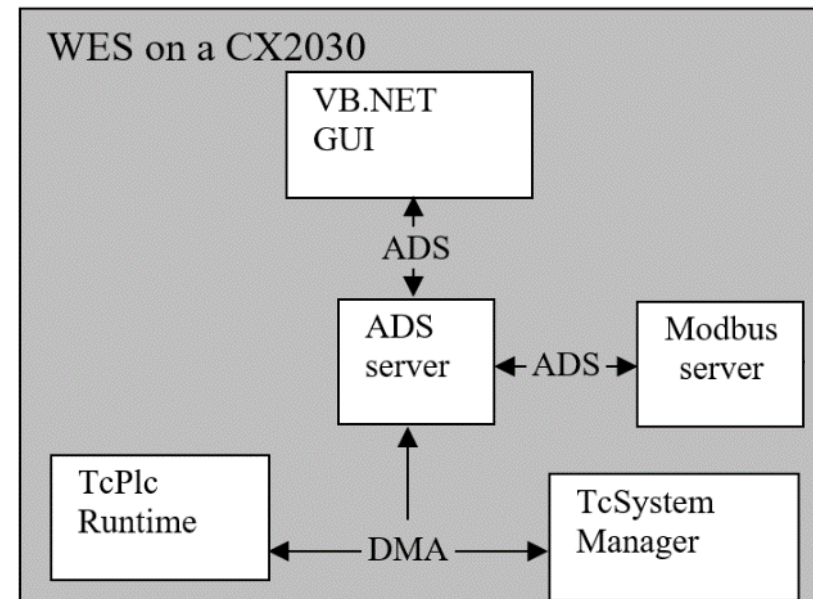 WES on a CX2030
VB.NET
GUI
ADS
ADS
server
ADS
Modbus
server
TcPlc
Runtime
DMA
TcSystem
Manager